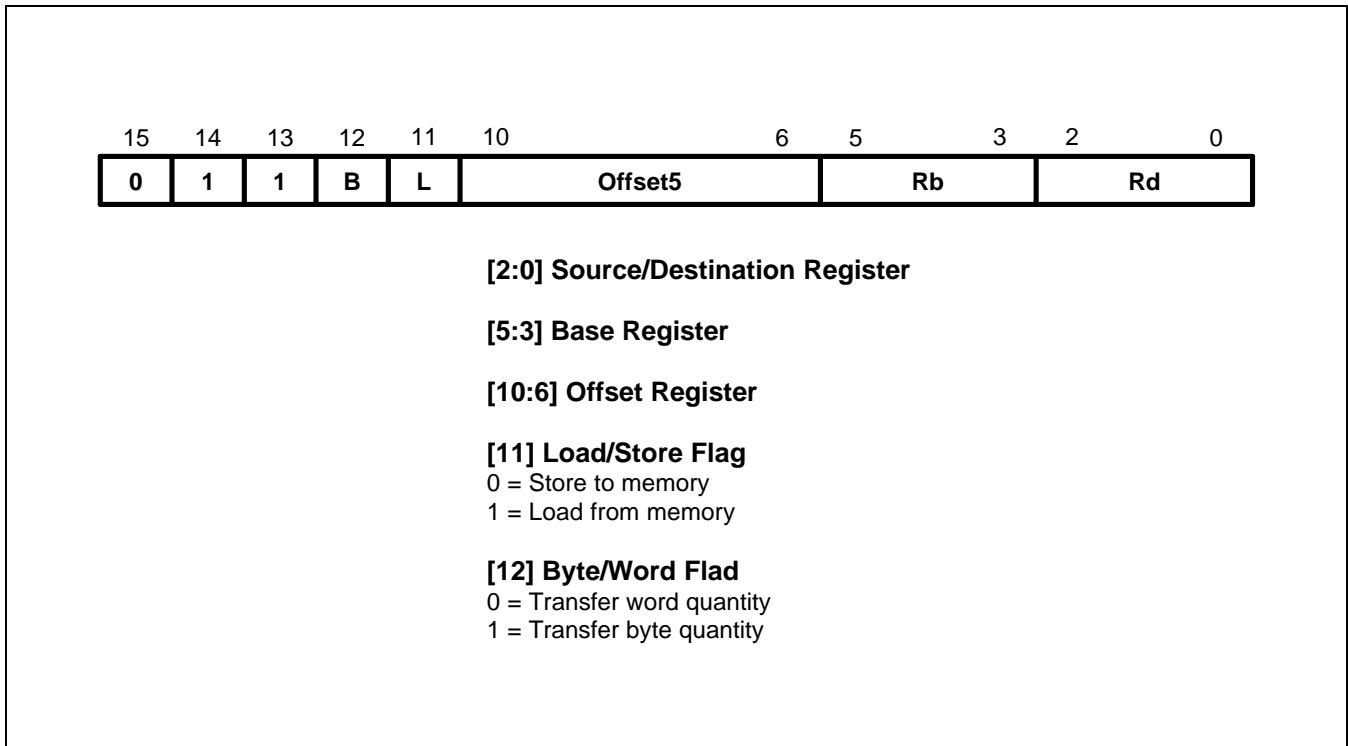 15 14 13 12 11 10 6 5 3 2 0
0 1 1 B L Offset5 Rb Rd
[2:0] Source/Destination Register
[5:3] Base Register
[10:6] Offset Register
[11] Load/Store Flag
0 = Store to memory
1 = Load from memory
[12] Byte/Word Flad
0 = Transfer word quantity
1 = Transfer byte quantity